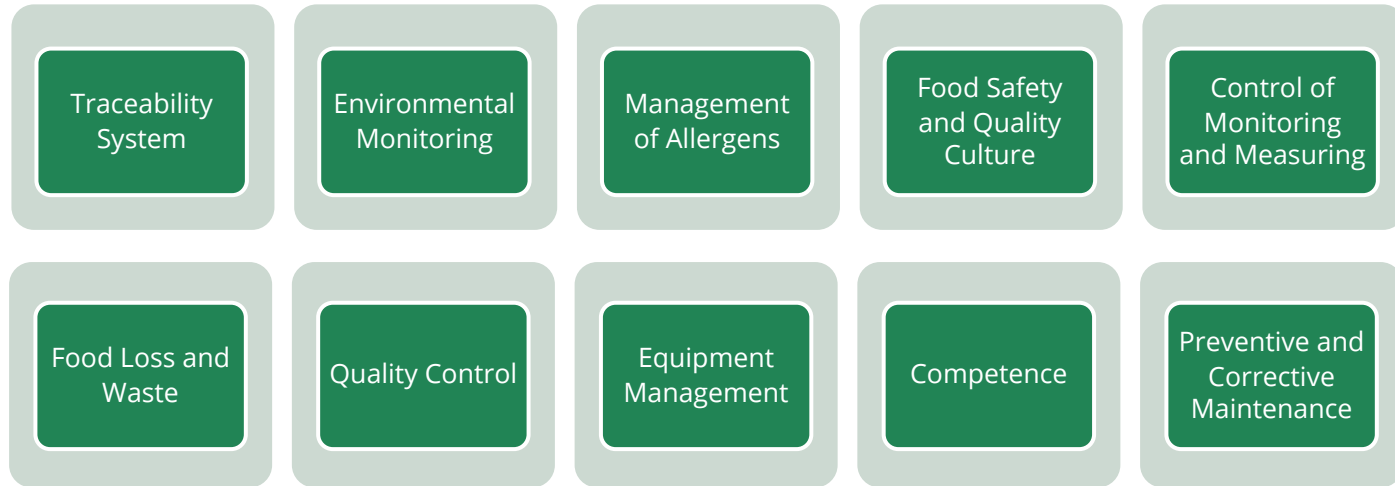 Traceability
System
Environmental
Monitoring
Management
of Allergens
Food Safety
and Quality
Culture
Control of
Monitoring
and Measuring
Food Loss and
Waste
Quality Control
Equipment
Management
Competence
Preventive and
Corrective
Maintenance